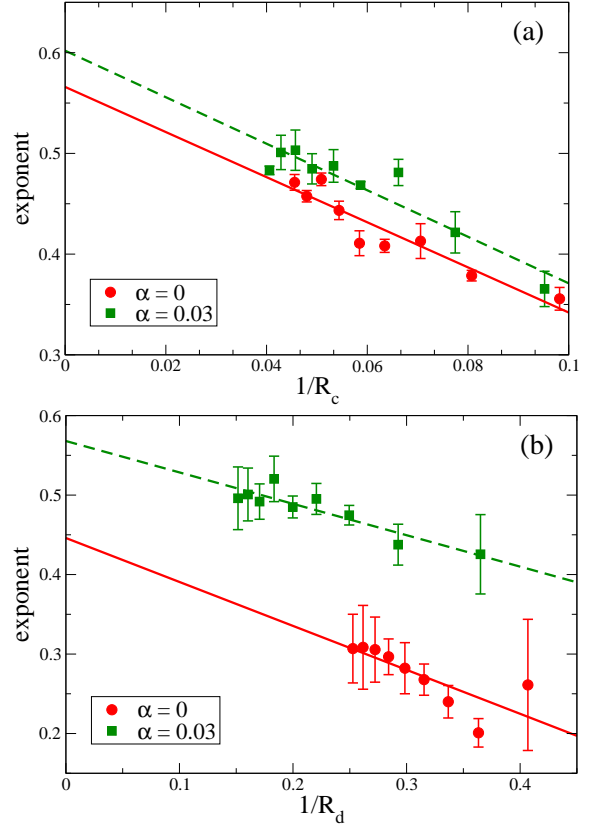 (a)
0.6
0.5
0.4
0.3
exponent
α = 0
α = 0.03
0 0.02 0.04 0.06 0.08 0.1
1/R_c
(b)
0.6
0.5
0.4
0.3
0.2
exponent
α = 0
α = 0.03
0 0.1 0.2 0.3 0.4
1/R_d